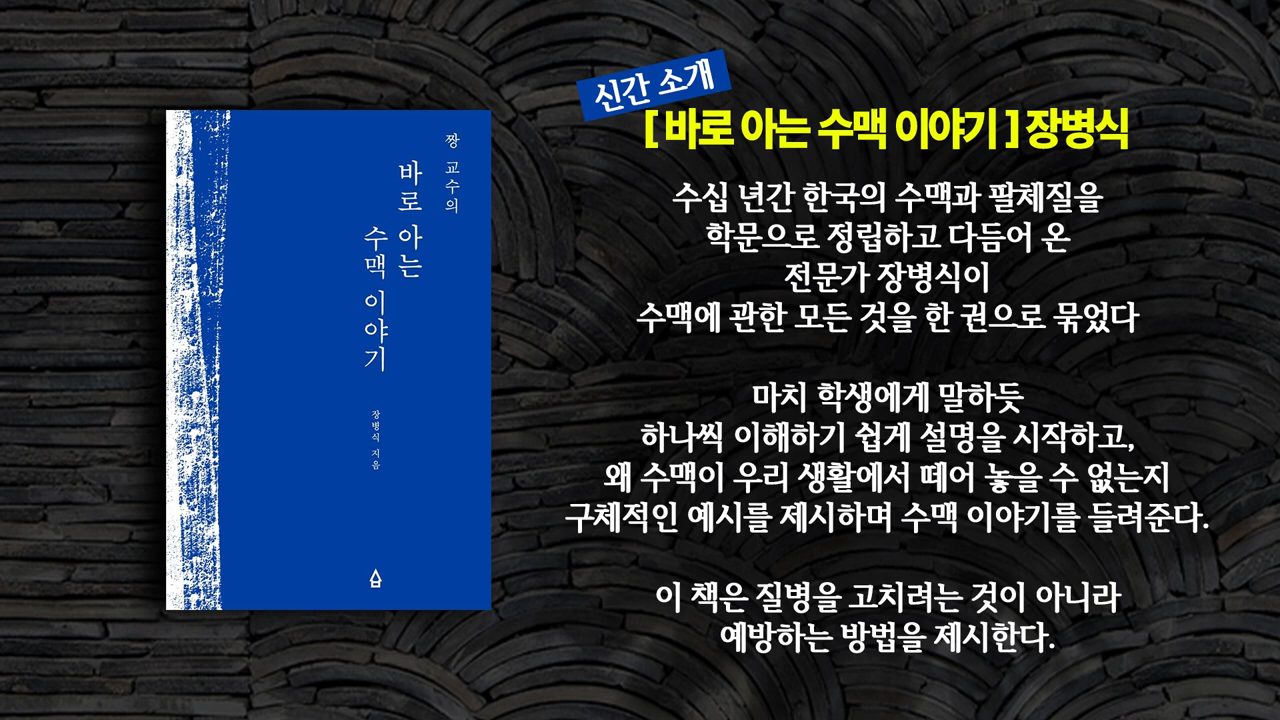 짱 교수의
바로 아는
수맥 이야기
장병식 지음
신간 소개
[ 바로 아는 수맥 이야기 ] 장병식
수십 년간 한국의 수맥과 팔체질을
학문으로 정립하고 다듬어 온
전문가 장병식이
수맥에 관한 모든 것을 한 권으로 묶었다
마치 학생에게 말하듯
하나씩 이해하기 쉽게 설명을 시작하고,
왜 수맥이 우리 생활에서 떼어 놓을 수 없는지
구체적인 예시를 제시하며 수맥 이야기를 들려준다.
이 책은 질병을 고치려는 것이 아니라
예방하는 방법을 제시한다.